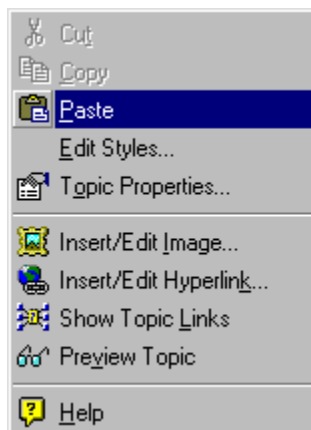 Cut
Copy
Paste
Edit Styles...
Topic Properties...
Insert/Edit Image...
Insert/Edit Hyperlink...
Show Topic Links
Preview Topic
Help